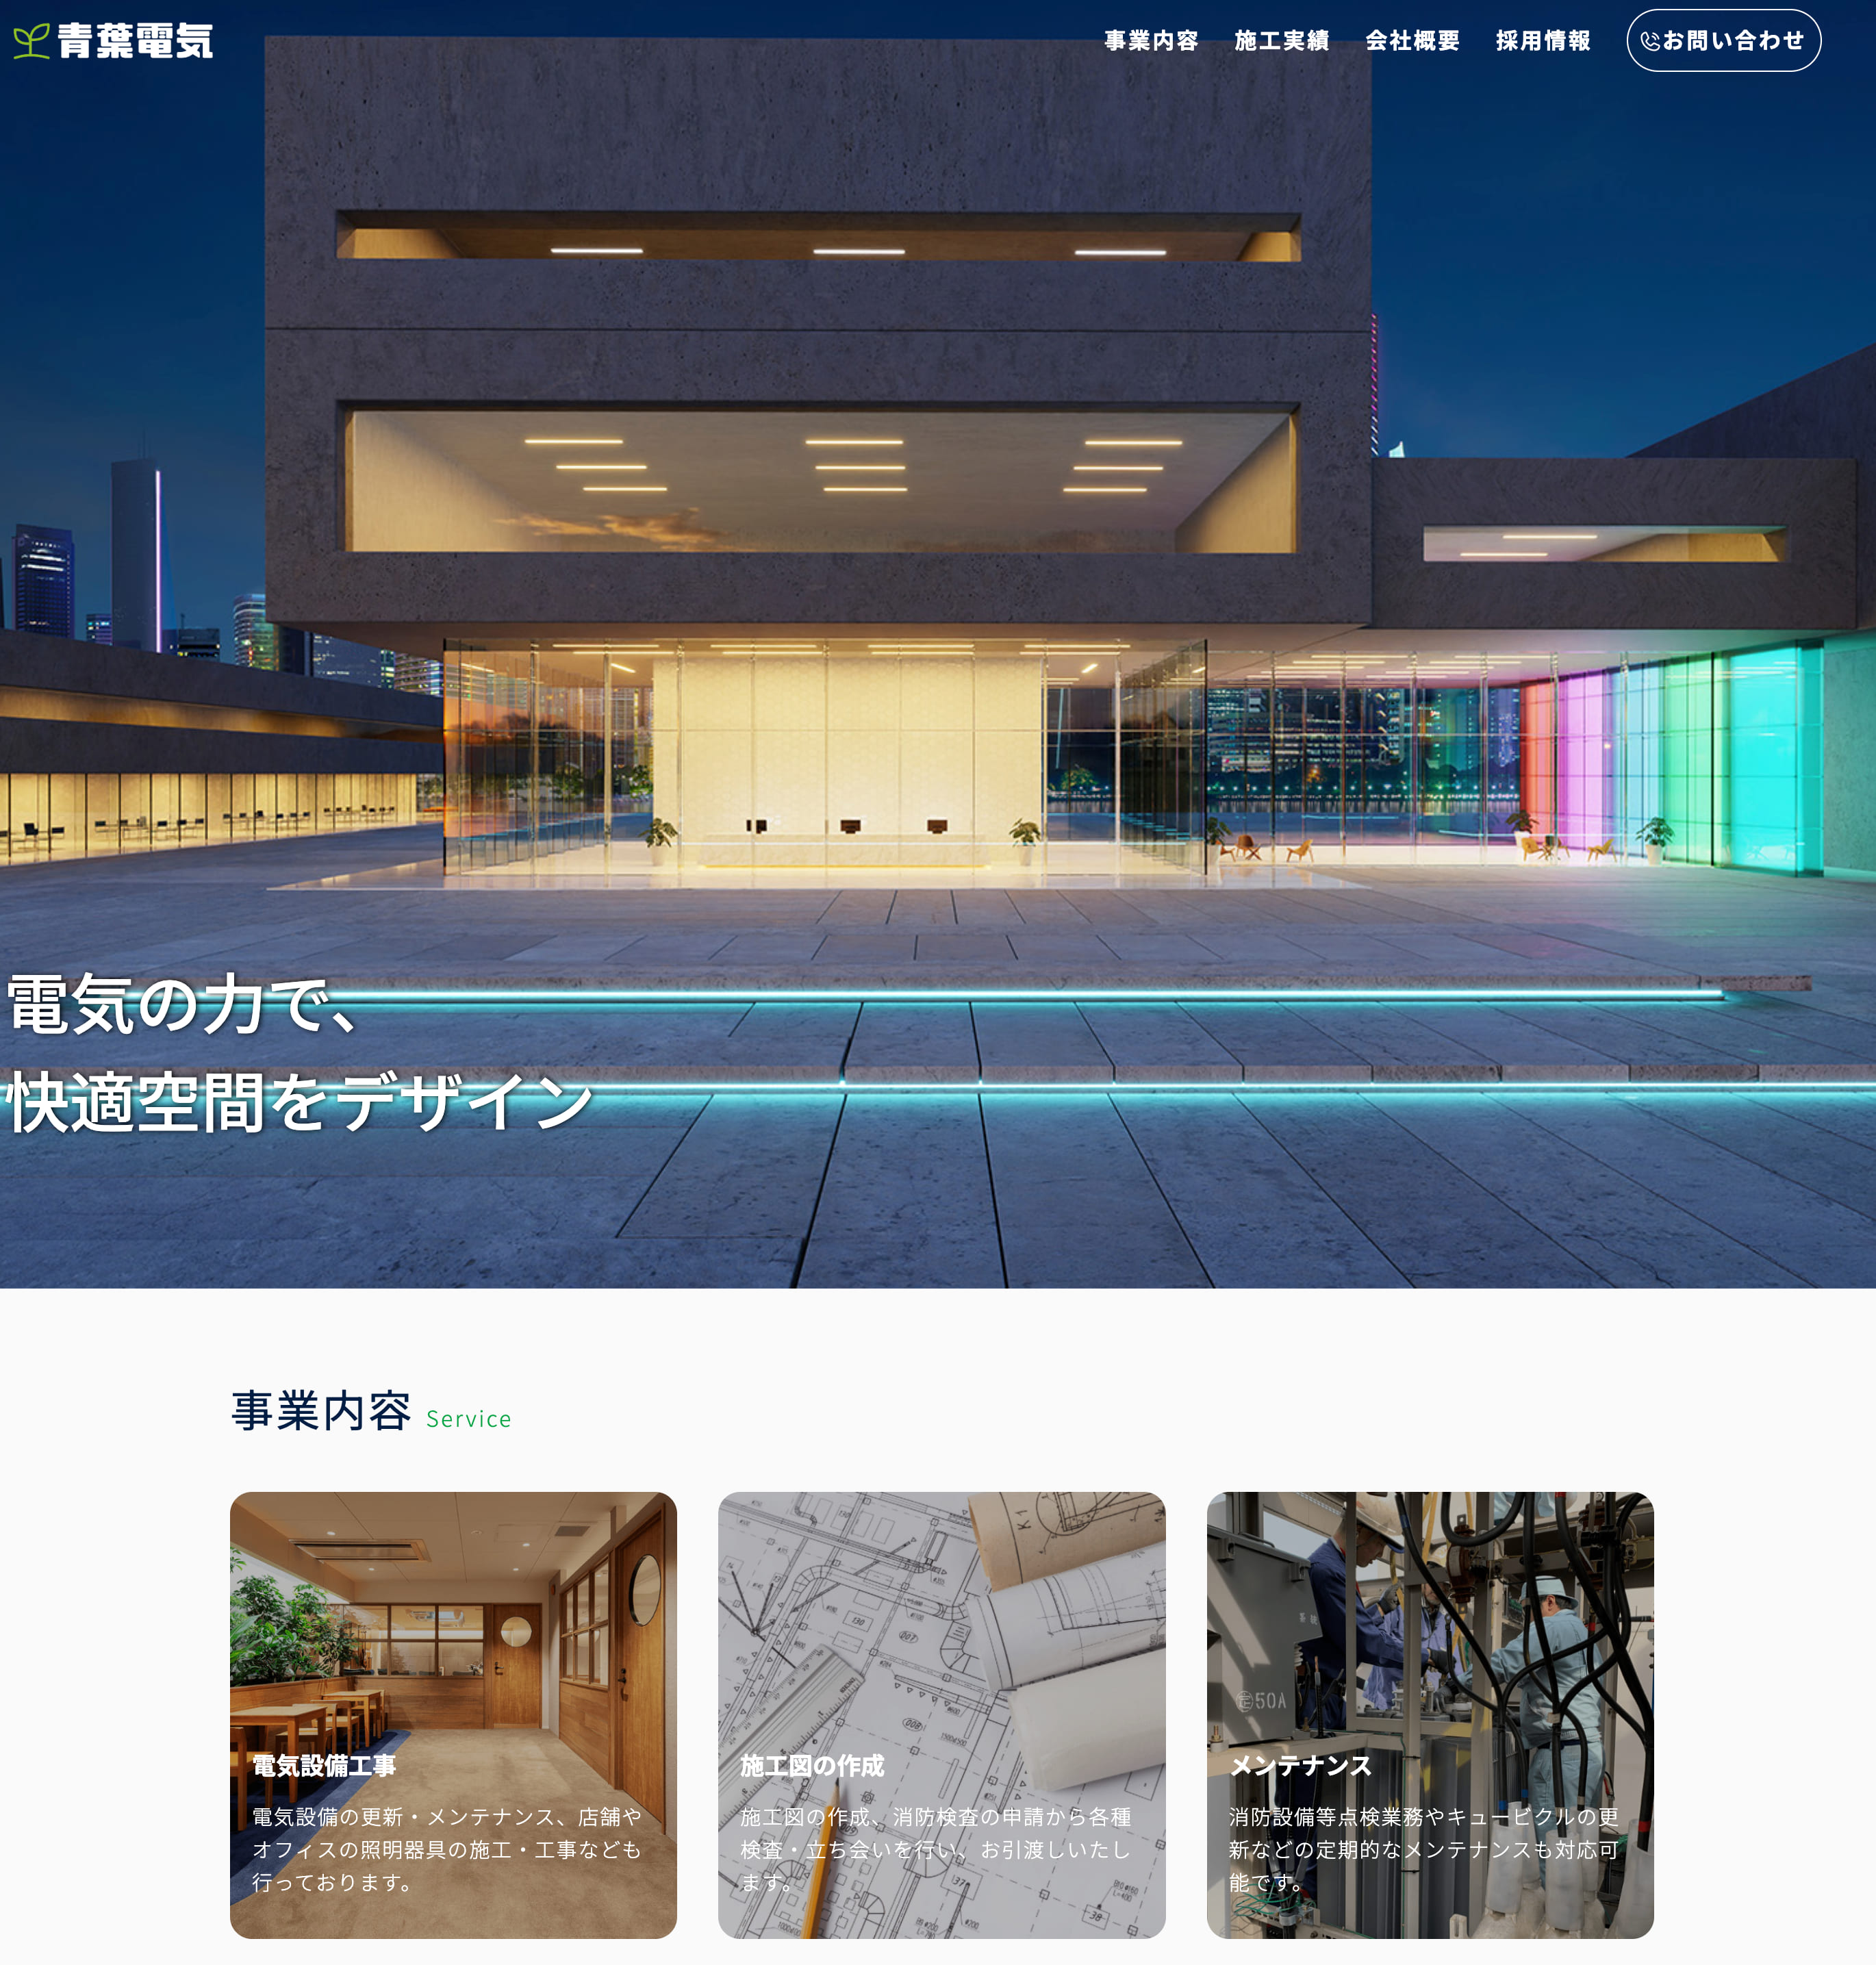 青葉電気
事業内容
施工実績
会社概要
採用情報
お問い合わせ
電気の力で、
快適空間をデザイン
事業内容 Service
電気設備工事
電気設備の更新・メンテナンス、店舗や
オフィスの照明器具の施工・工事なども
行っております。
施工図の作成
施工図の作成、消防検査の申請から各種
検査・立ち会いを行い、お引渡しいたし
ます。
メンテナンス
消防設備等点検業務やキュービクルの更
新などの定期的なメンテナンスも対応可
能です。
50A
007
008
130
37
38
K1